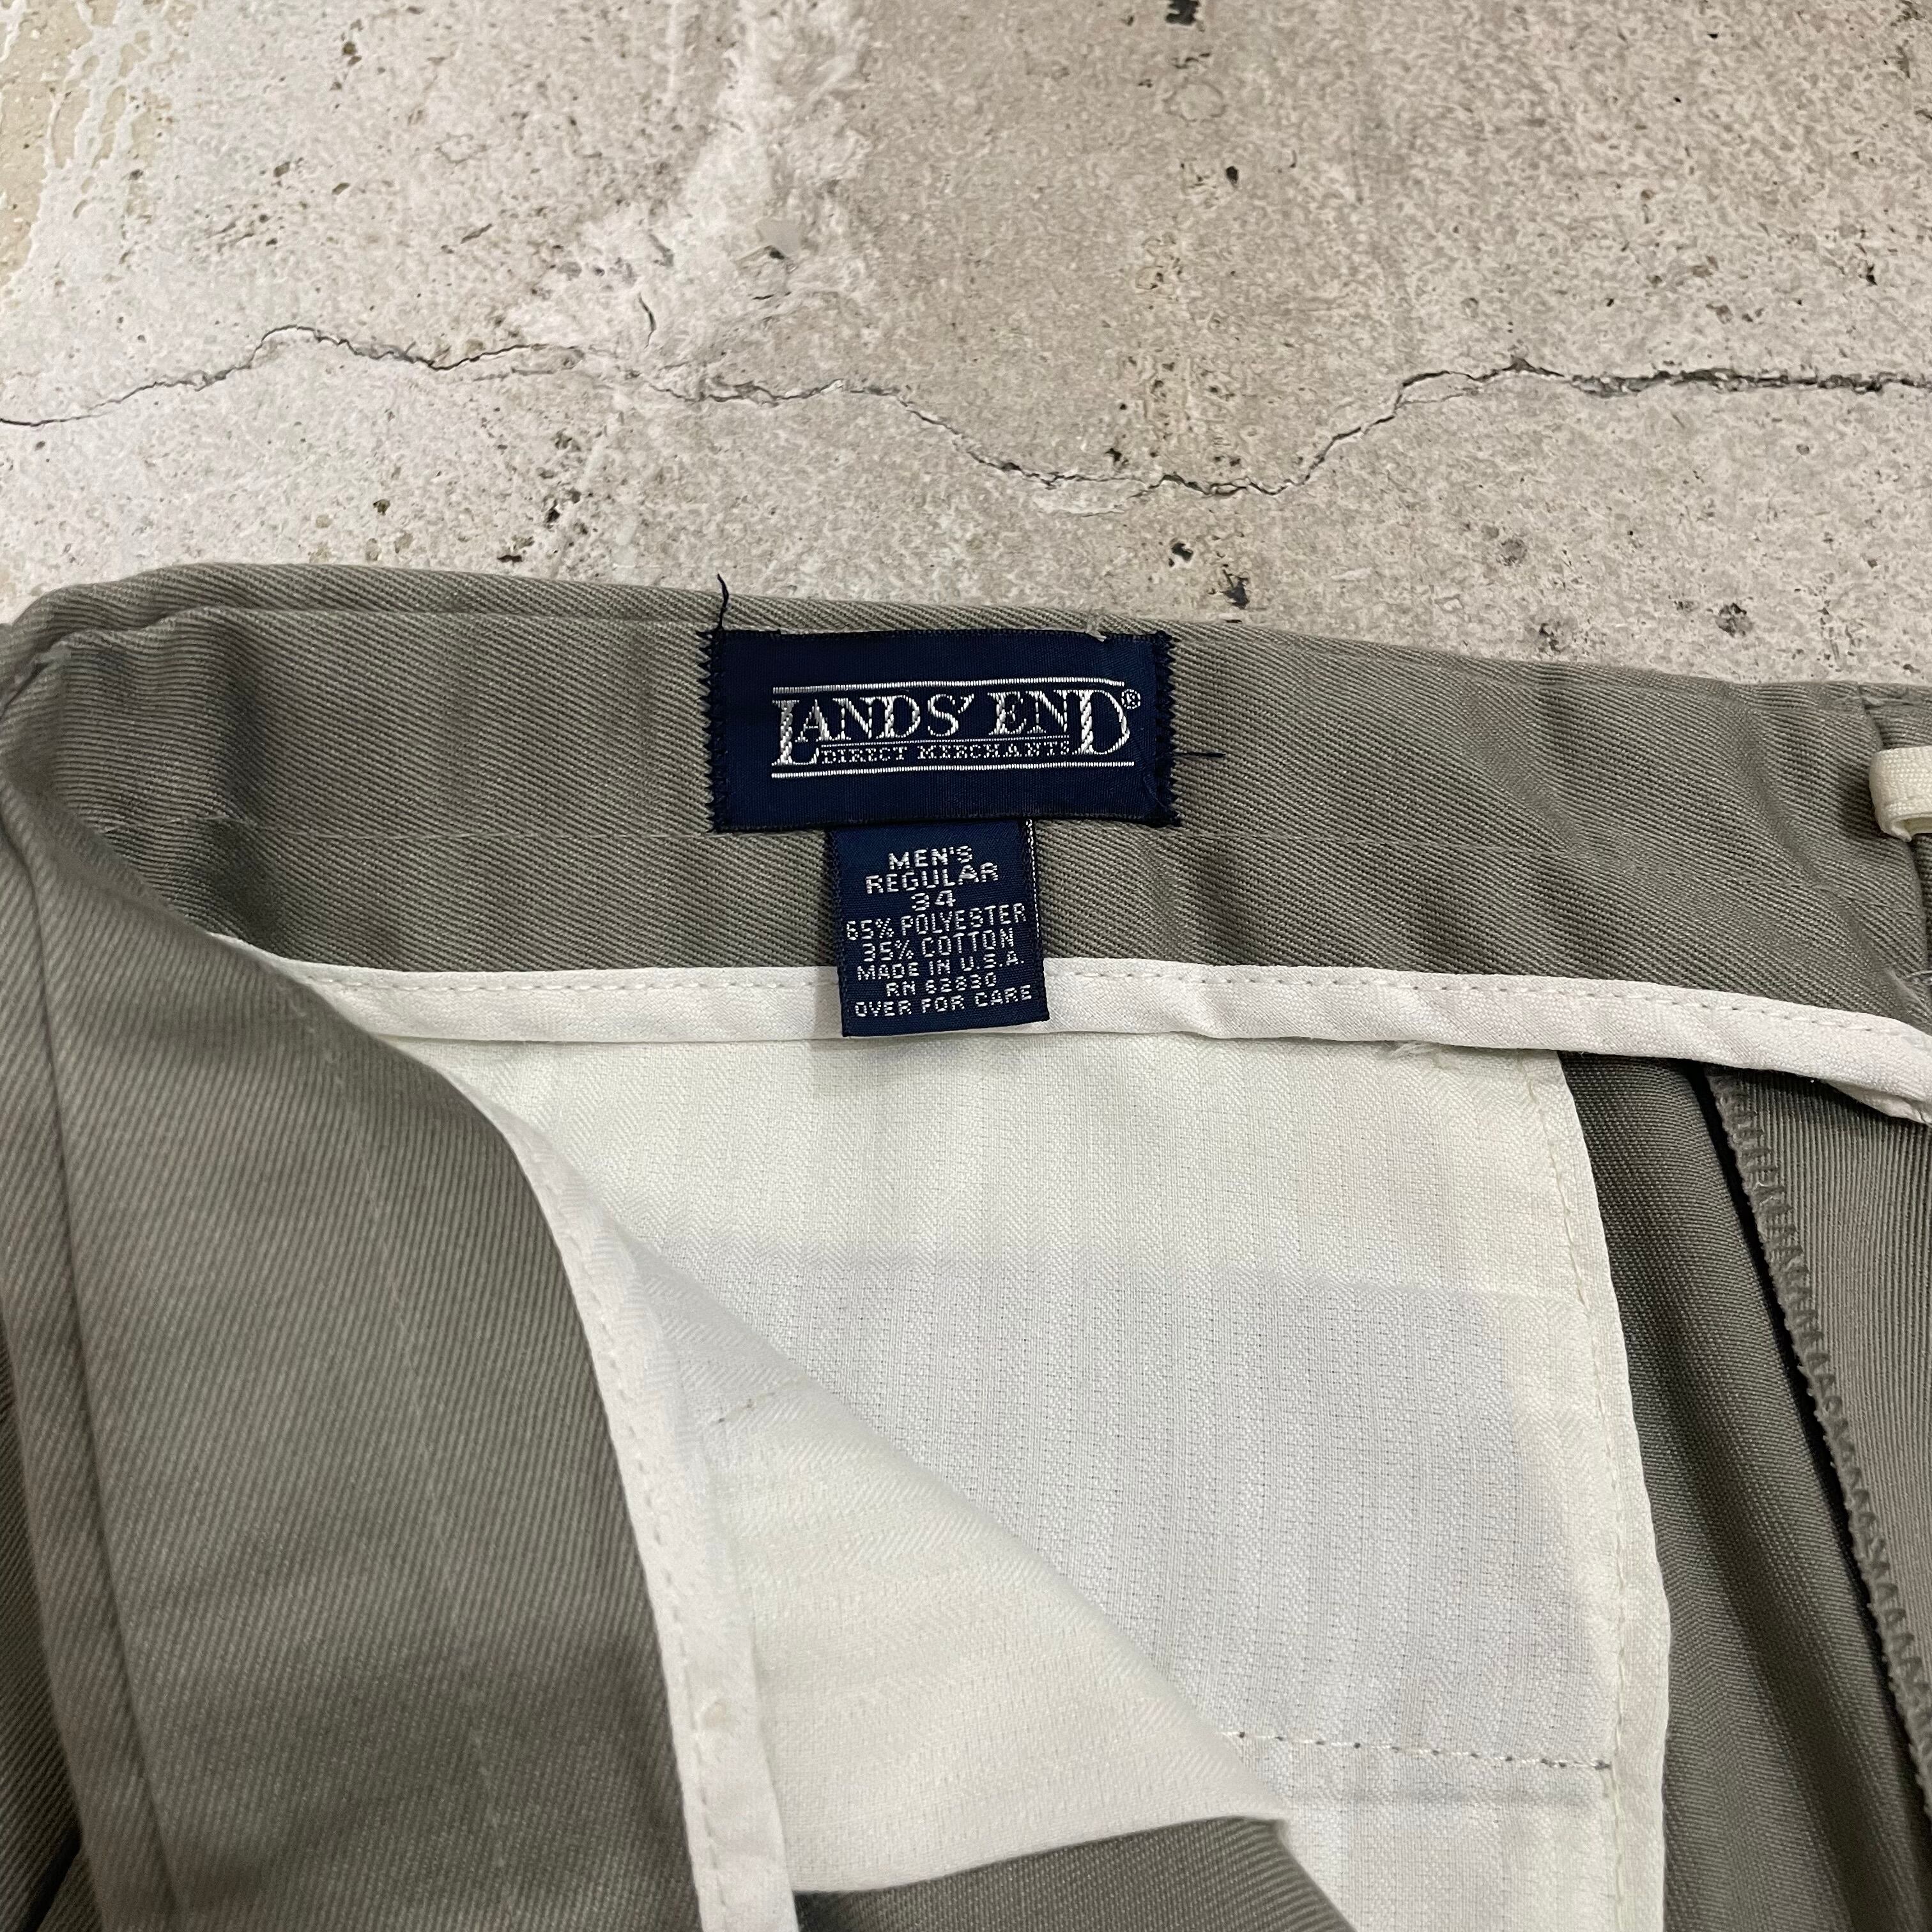 LANDS' END®
DIRECT MERCHANTS
MEN'S
REGULAR
34
65% POLYESTER
35% COTTON
MADE IN U.S.A.
RN 62830
OVER FOR CARE